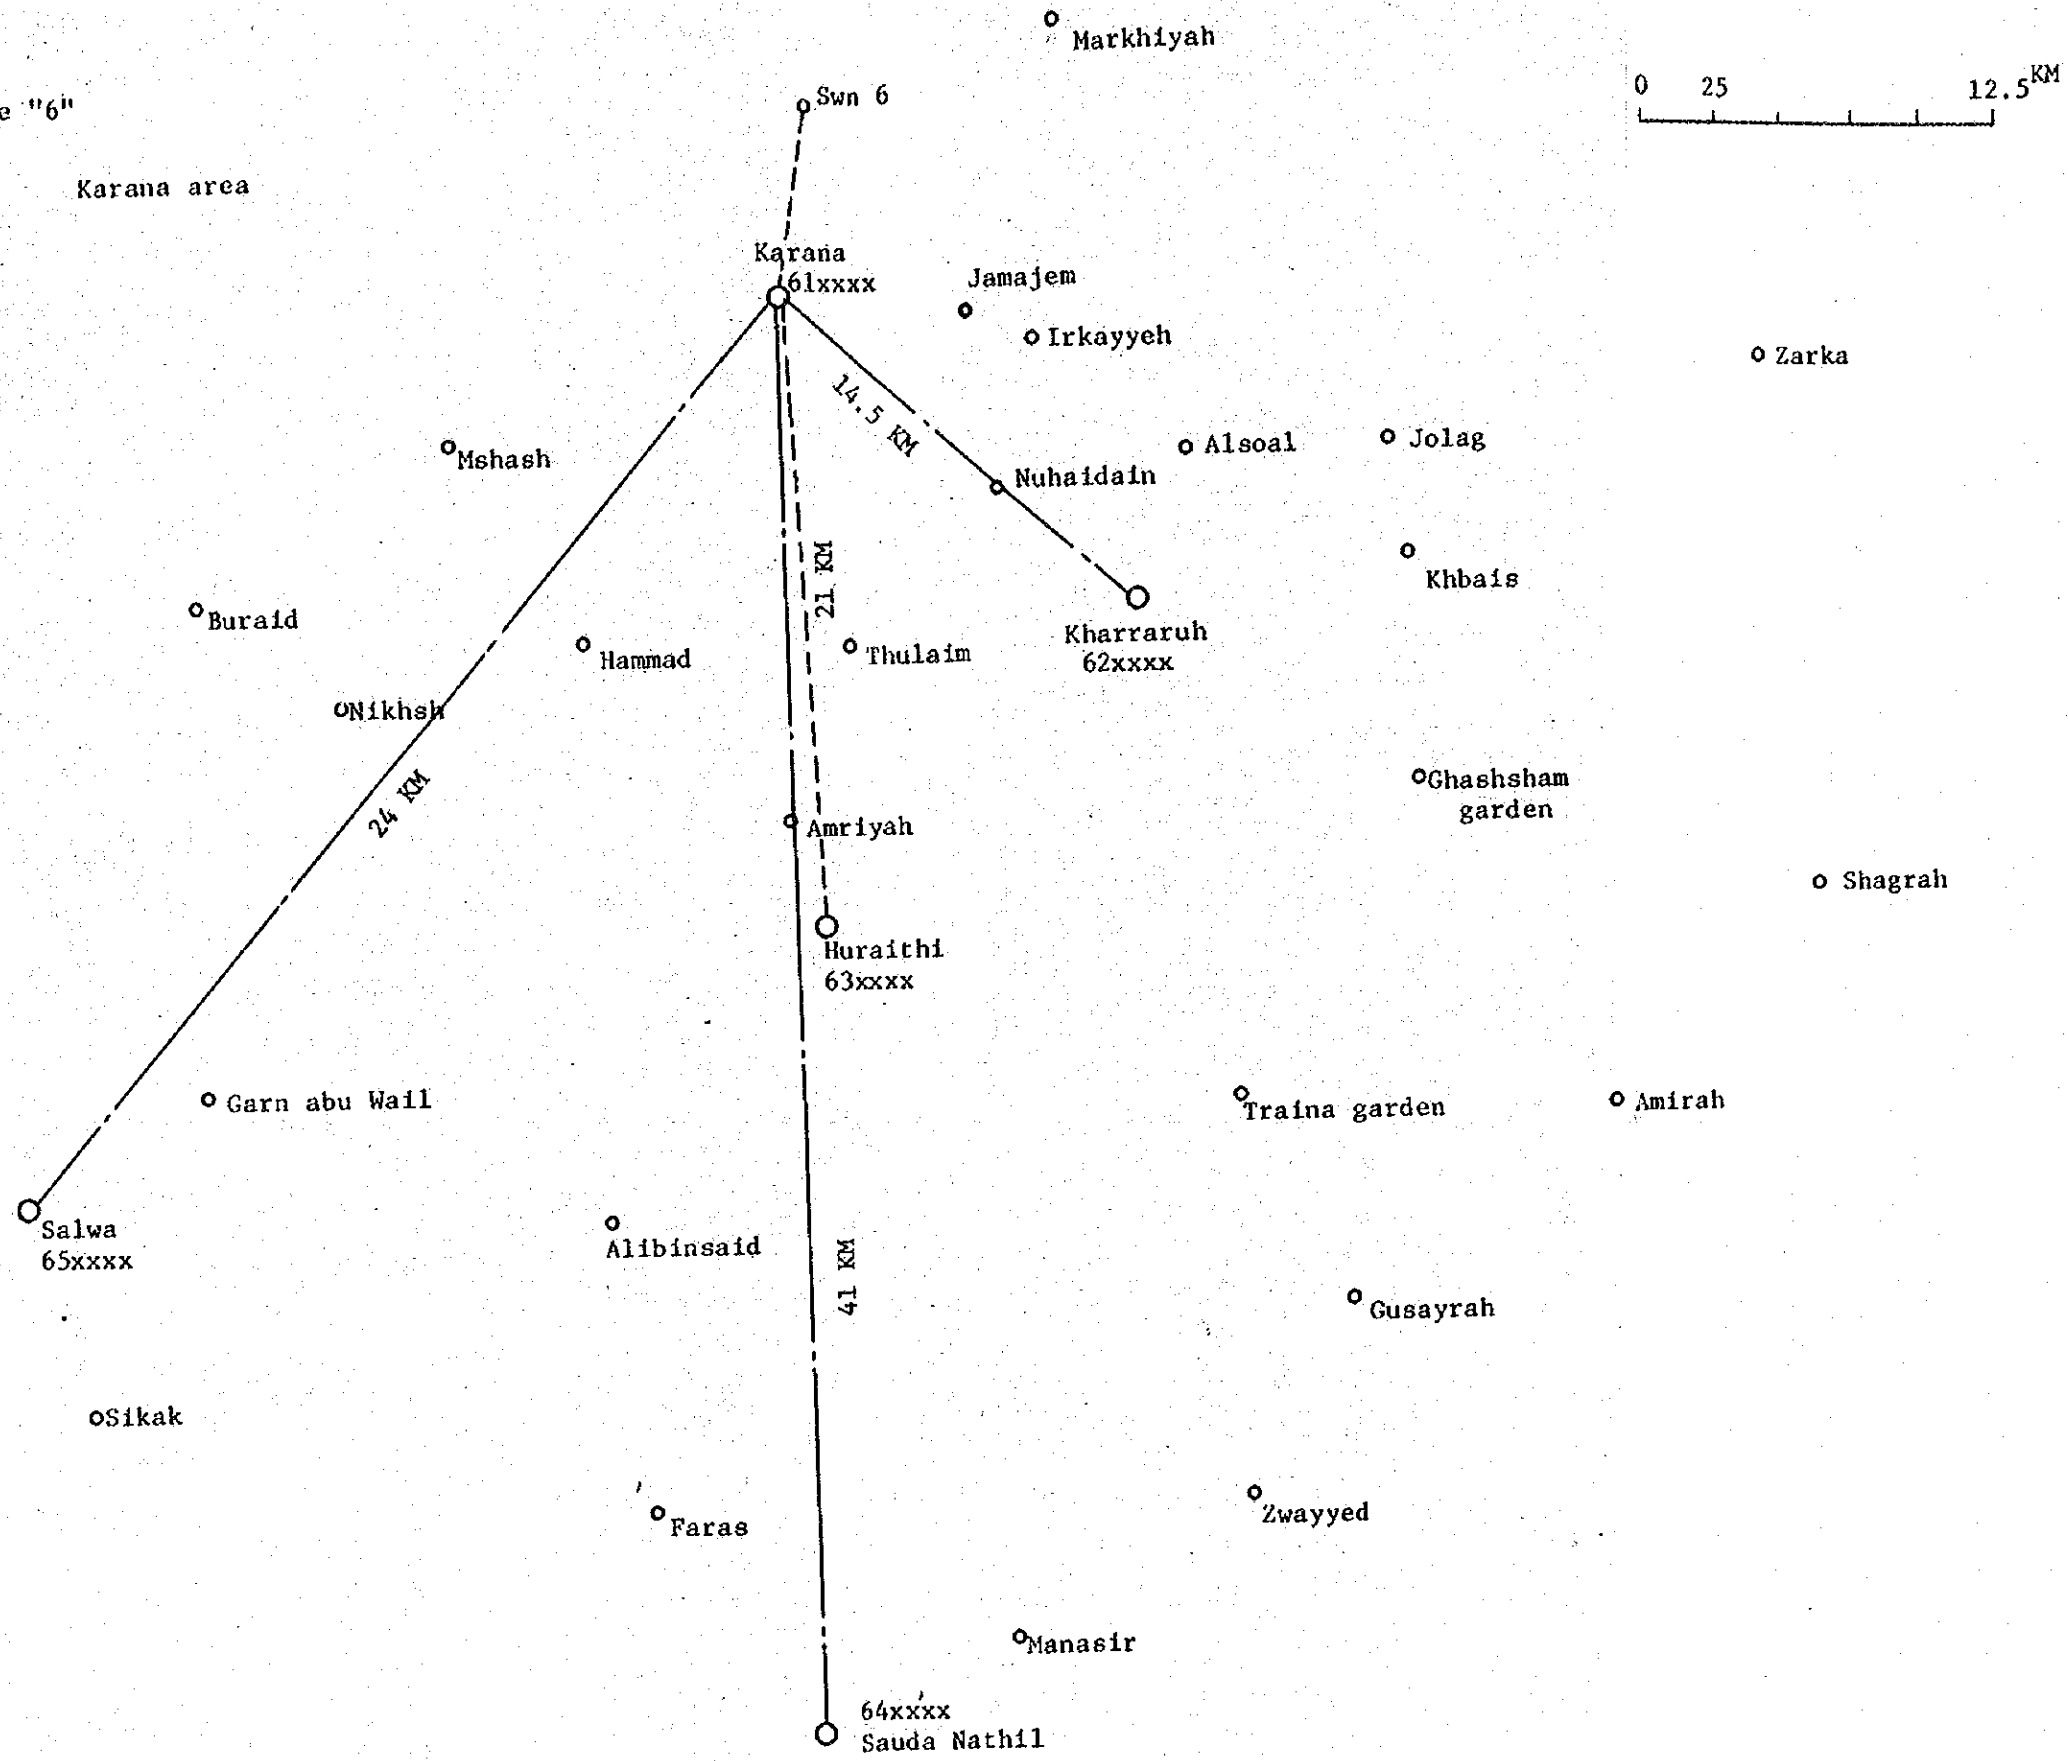 Markhiyah
Swn 6
0 25 12.5 KM
e "6"
Karana area
Karana
61xxxx
Jamajem
Irkayyeh
Zarka
14.5 KM
Mshash
Alsoal
Jolag
Nuhaidain
21 KM
Khbais
Buraid
Hammad
Thulaim
Kharraruh
62xxxx
Nikhsh
24 KM
Ghashsham
garden
Amriyah
Shagrah
Huraithi
63xxxx
Garn abu Wail
Traina garden
Amirah
Salwa
65xxxx
Alibinsaid
41 KM
Gusayrah
Sikak
Faras
Zwayyed
Manasir
64xxxx
Sauda Nathil